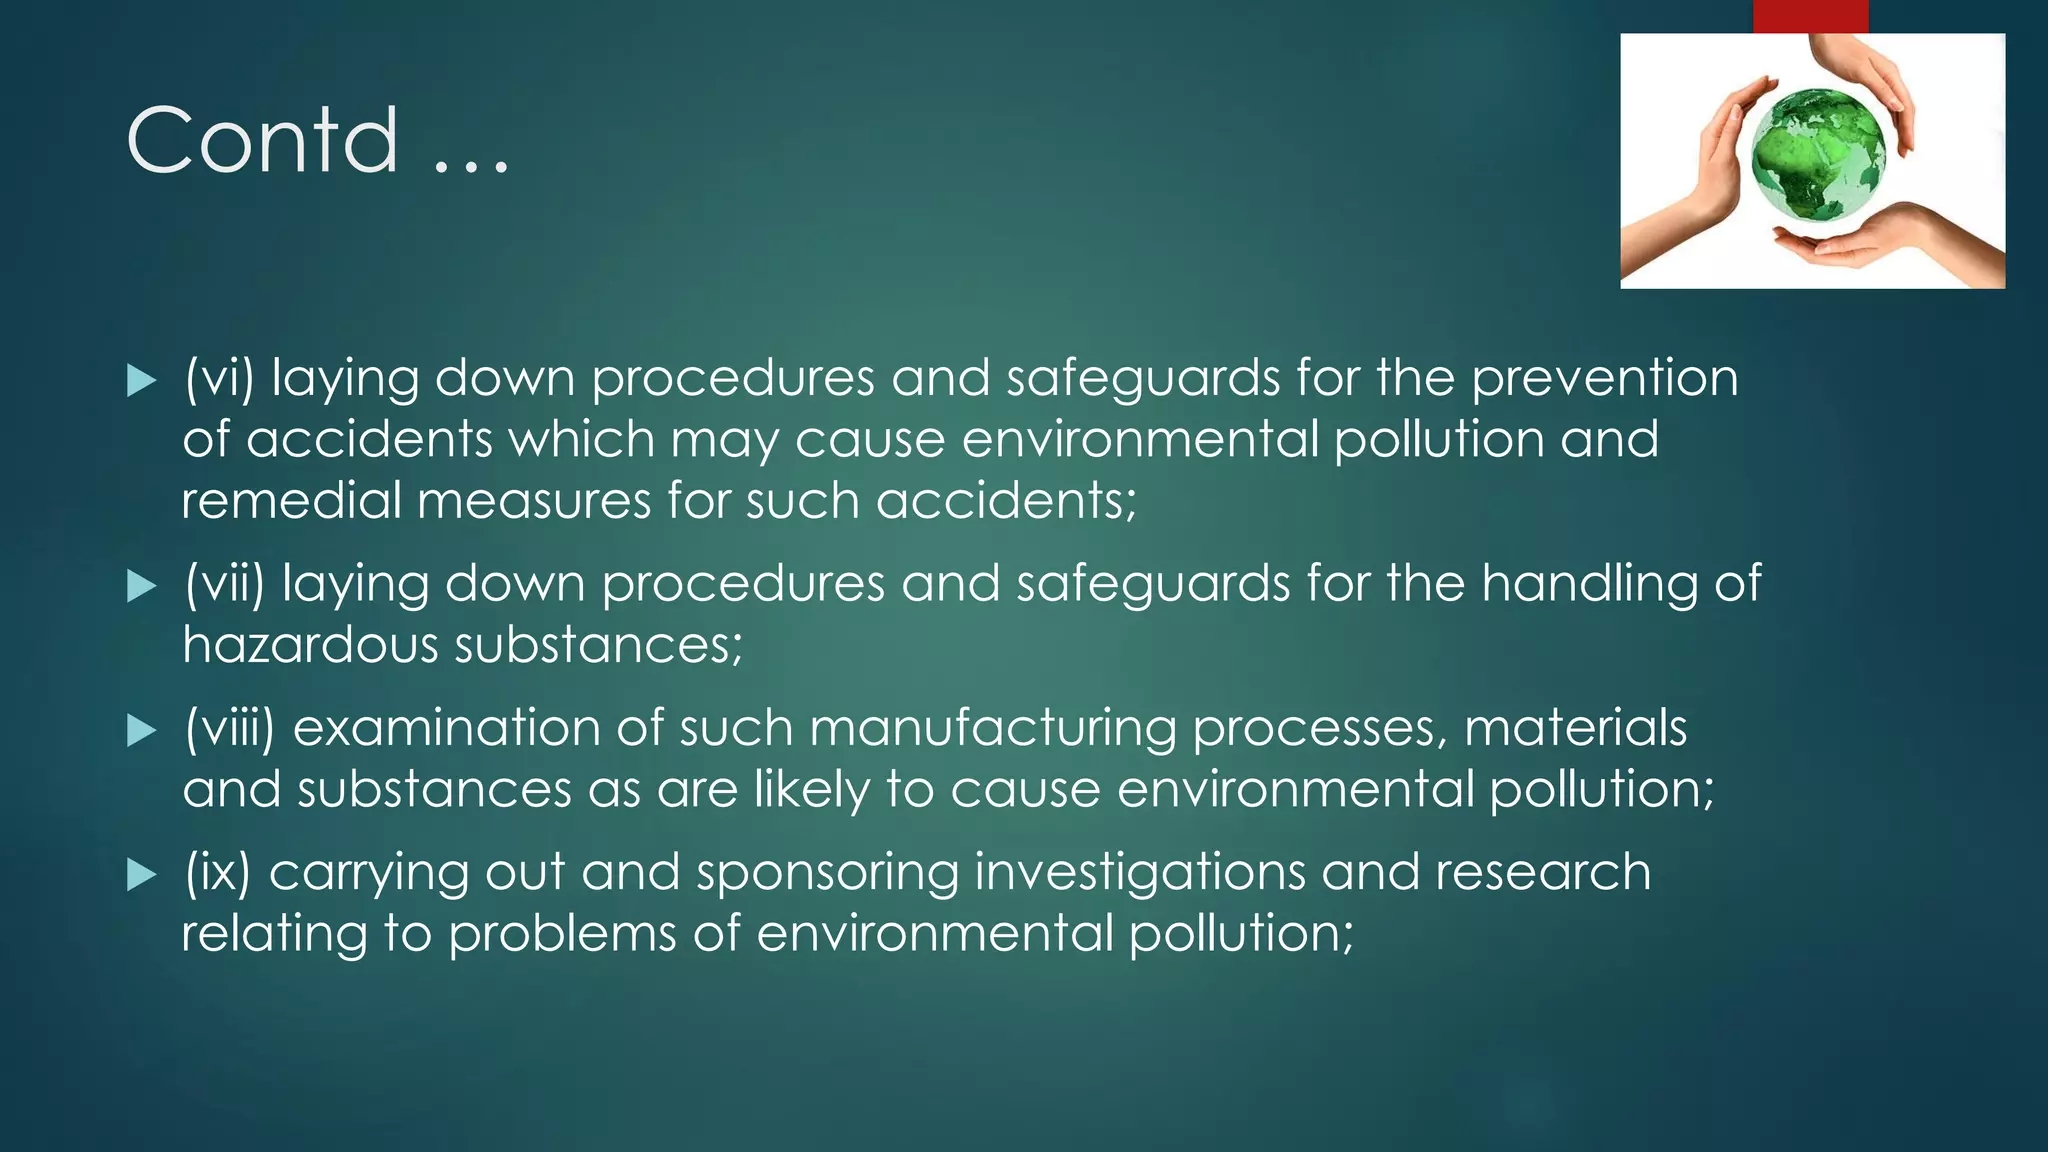 Contd …
(vi) laying down procedures and safeguards for the prevention
of accidents which may cause environmental pollution and
remedial measures for such accidents;
(vii) laying down procedures and safeguards for the handling of
hazardous substances;
(viii) examination of such manufacturing processes, materials
and substances as are likely to cause environmental pollution;
(ix) carrying out and sponsoring investigations and research
relating to problems of environmental pollution;